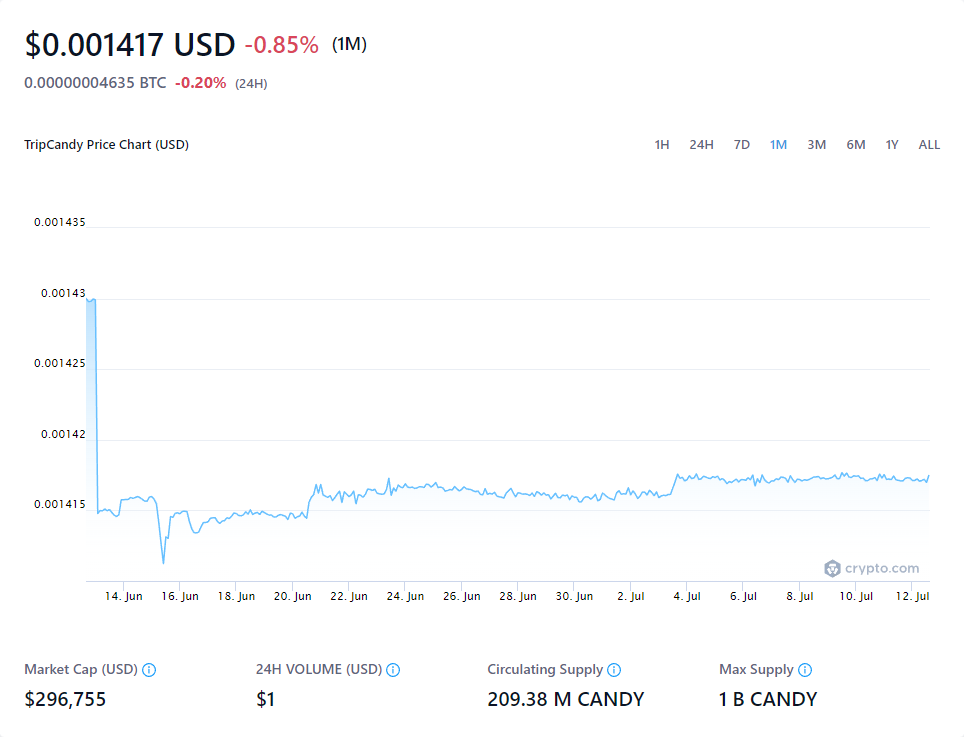 $0.001417 USD -0.85% (1M)
0.00000004635 BTC -0.20% (24H)
TripCandy Price Chart (USD) 1H 24H 7D 1M 3M 6M 1Y ALL
0.001435
0.00143
0.001425
0.00142
0.001415
crypto.com
14. Jun 16. Jun 18. Jun 20. Jun 22. Jun 24. Jun 26. Jun 28. Jun 30. Jun 2. Jul 4. Jul 6. Jul 8. Jul 10. Jul 12. Jul
Market Cap (USD) 24H VOLUME (USD) Circulating Supply Max Supply
$296,755 $1 209.38 M CANDY 1 B CANDY